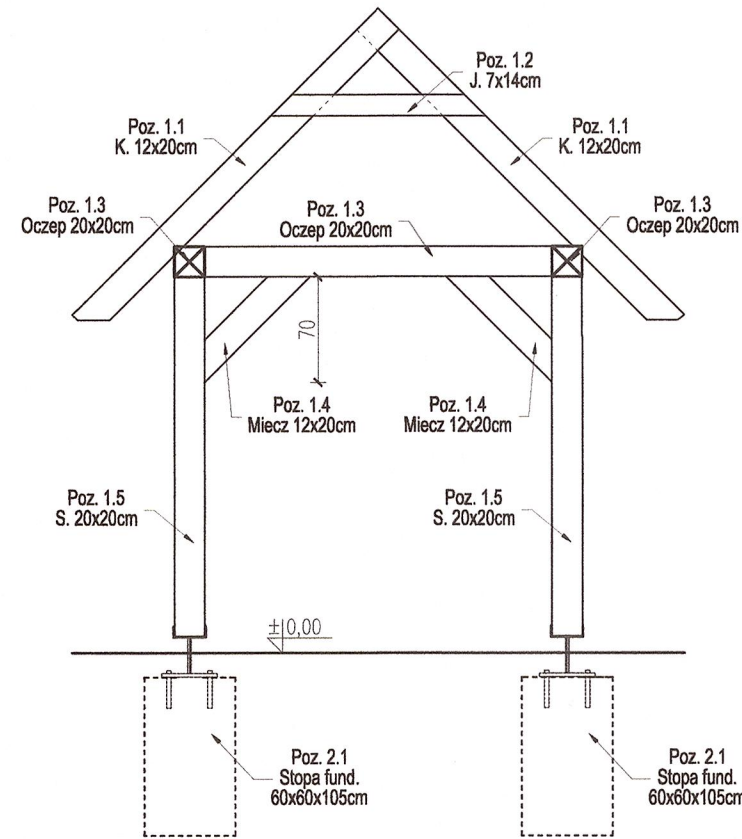 Poz. 1.2
J. 7x14cm
Poz. 1.1
K. 12x20cm
Poz. 1.1
K. 12x20cm
Poz. 1.3
Oczep 20x20cm
Poz. 1.3
Oczep 20x20cm
Poz. 1.3
Oczep 20x20cm
70
Poz. 1.4
Miecz 12x20cm
Poz. 1.4
Miecz 12x20cm
Poz. 1.5
S. 20x20cm
Poz. 1.5
S. 20x20cm
±0,00
Poz. 2.1
Stopa fund.
60x60x105cm
Poz. 2.1
Stopa fund.
60x60x105cm